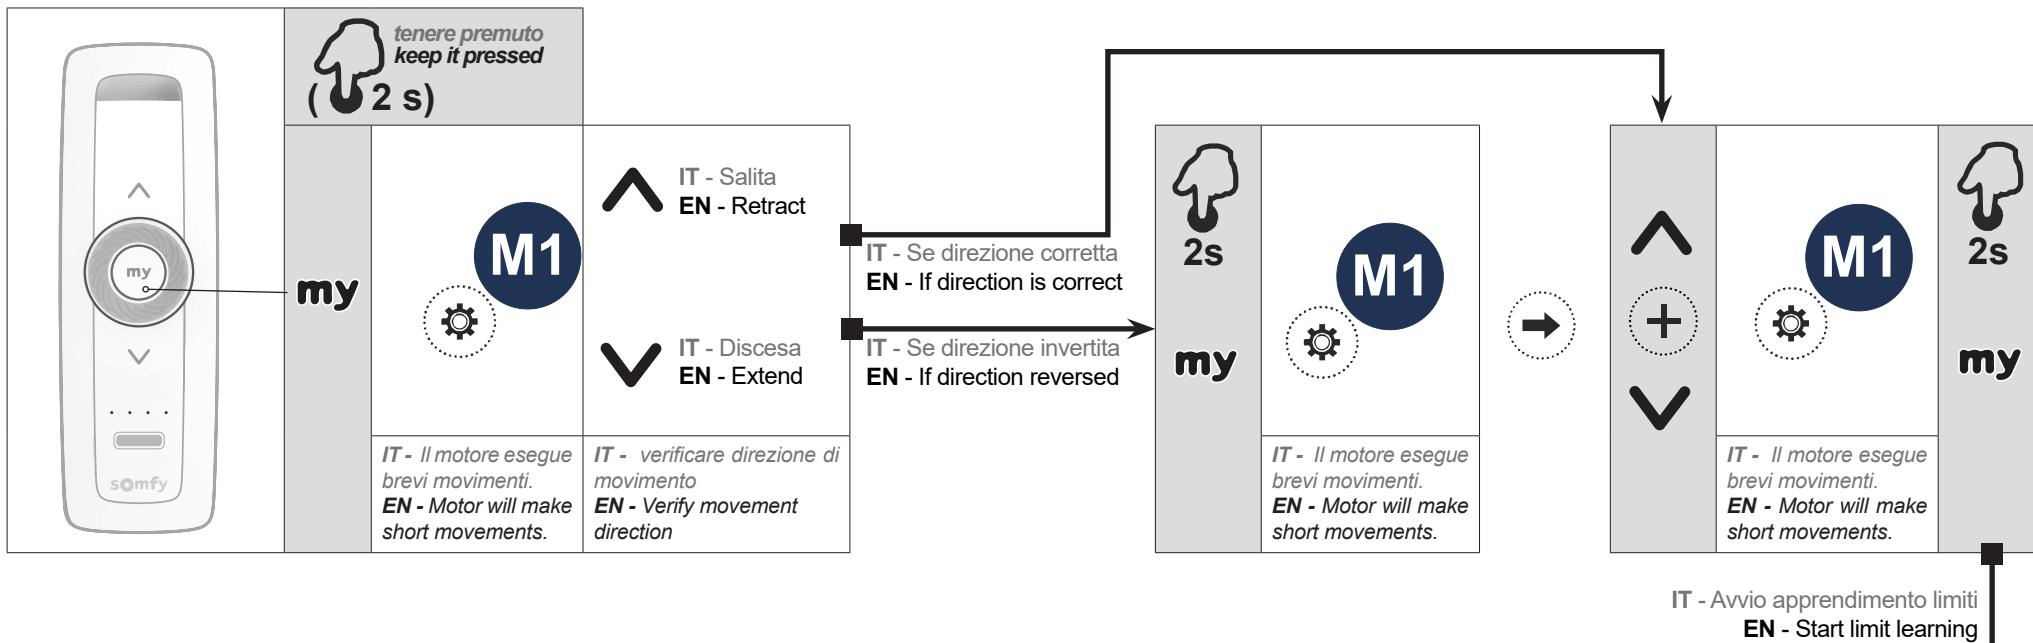 tenere premuto
keep it pressed
( 2 s)
my
somfy
my
M1
IT - Salita
EN - Retract
IT - Discesa
EN - Extend
IT - Il motore esegue
brevi movimenti.
EN - Motor will make
short movements.
IT - verificare direzione di
movimento
EN - Verify movement
direction
IT - Se direzione corretta
EN - If direction is correct
IT - Se direzione invertita
EN - If direction reversed
2s
my
M1
IT - Il motore esegue
brevi movimenti.
EN - Motor will make
short movements.
+
M1
IT - Il motore esegue
brevi movimenti.
EN - Motor will make
short movements.
2s
my
IT - Avvio apprendimento limiti
EN - Start limit learning